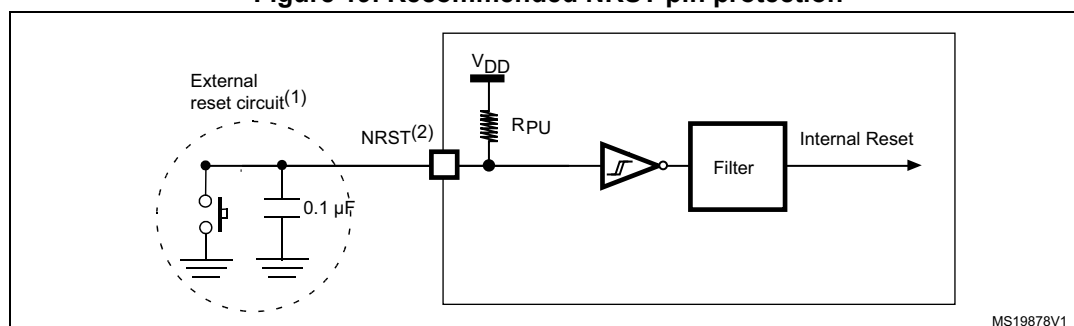 Figure 40. Recommended NRST pin protection
External
reset circuit(1)
NRST(2)
VDD
RPU
0.1 μF
Filter
Internal Reset
MS19878V1